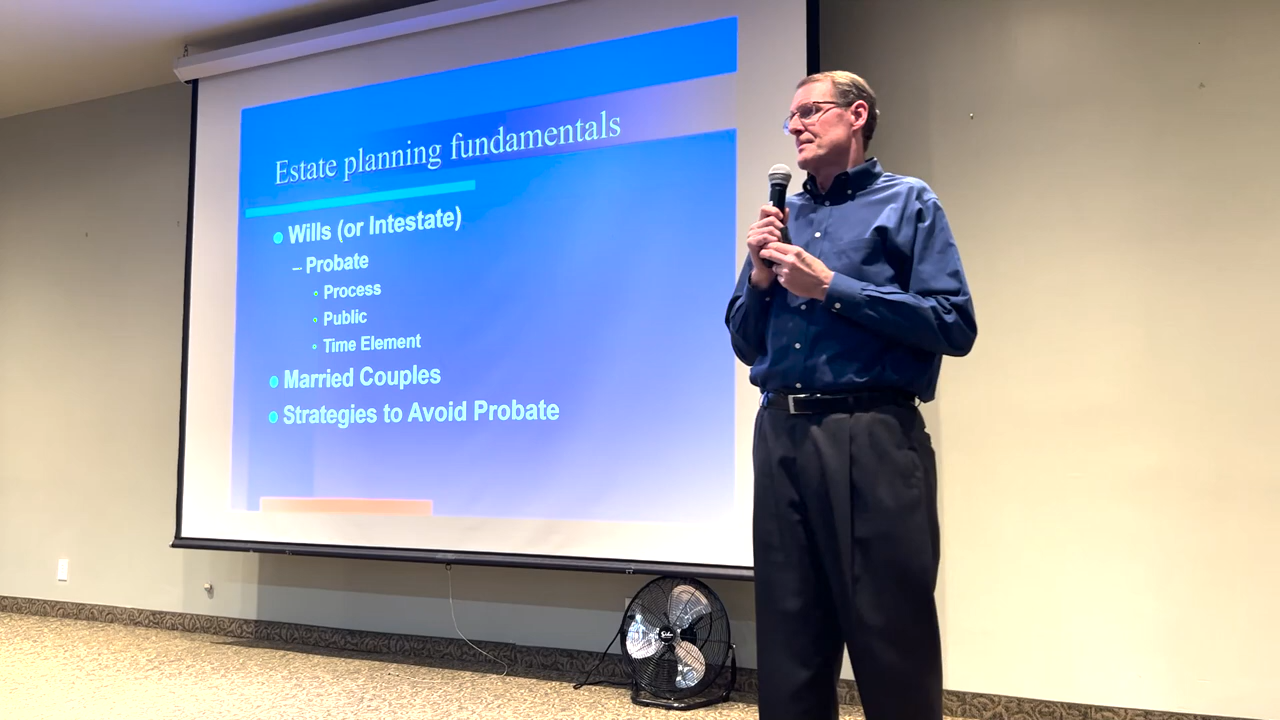 Estate planning fundamentals
Wills (or Intestate)
– Probate
Process
Public
Time Element
Married Couples
Strategies to Avoid Probate